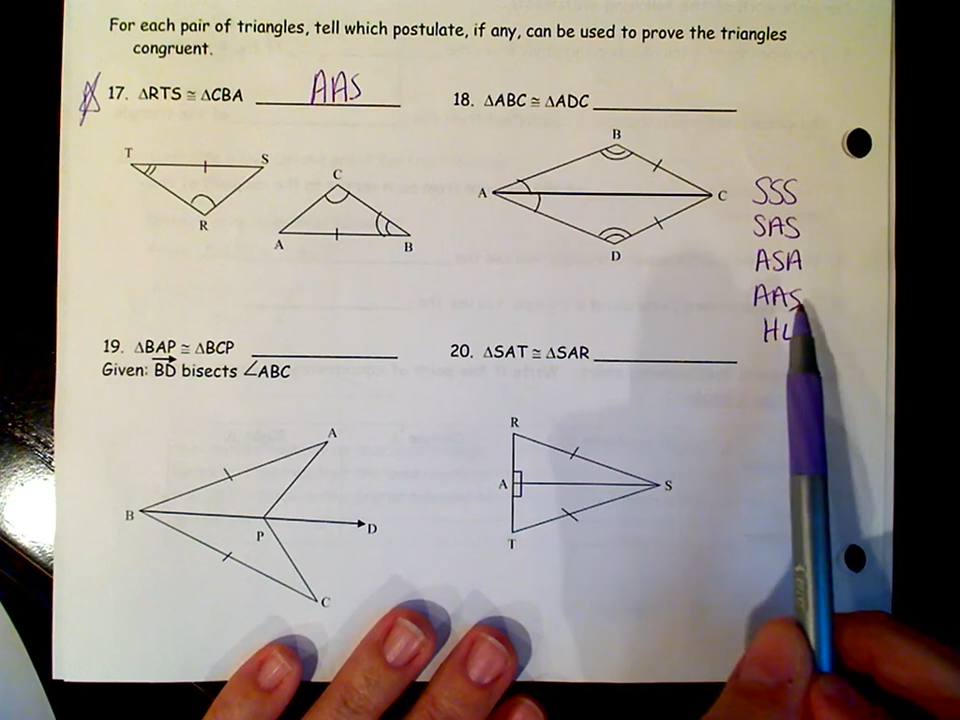 For each pair of triangles, tell which postulate, if any, can be used to prove the triangles
congruent.
17. ΔRTS ≅ ΔCBA AAS
18. ΔABC ≅ ΔADC
T
S
R
C
A
B
B
A
C
D
SSS
SAS
ASA
AAS
HL
19. ΔBAP ≅ ΔBCP
Given: BD bisects ∠ABC
20. ΔSAT ≅ ΔSAR
A
B
P
D
C
R
A
S
T